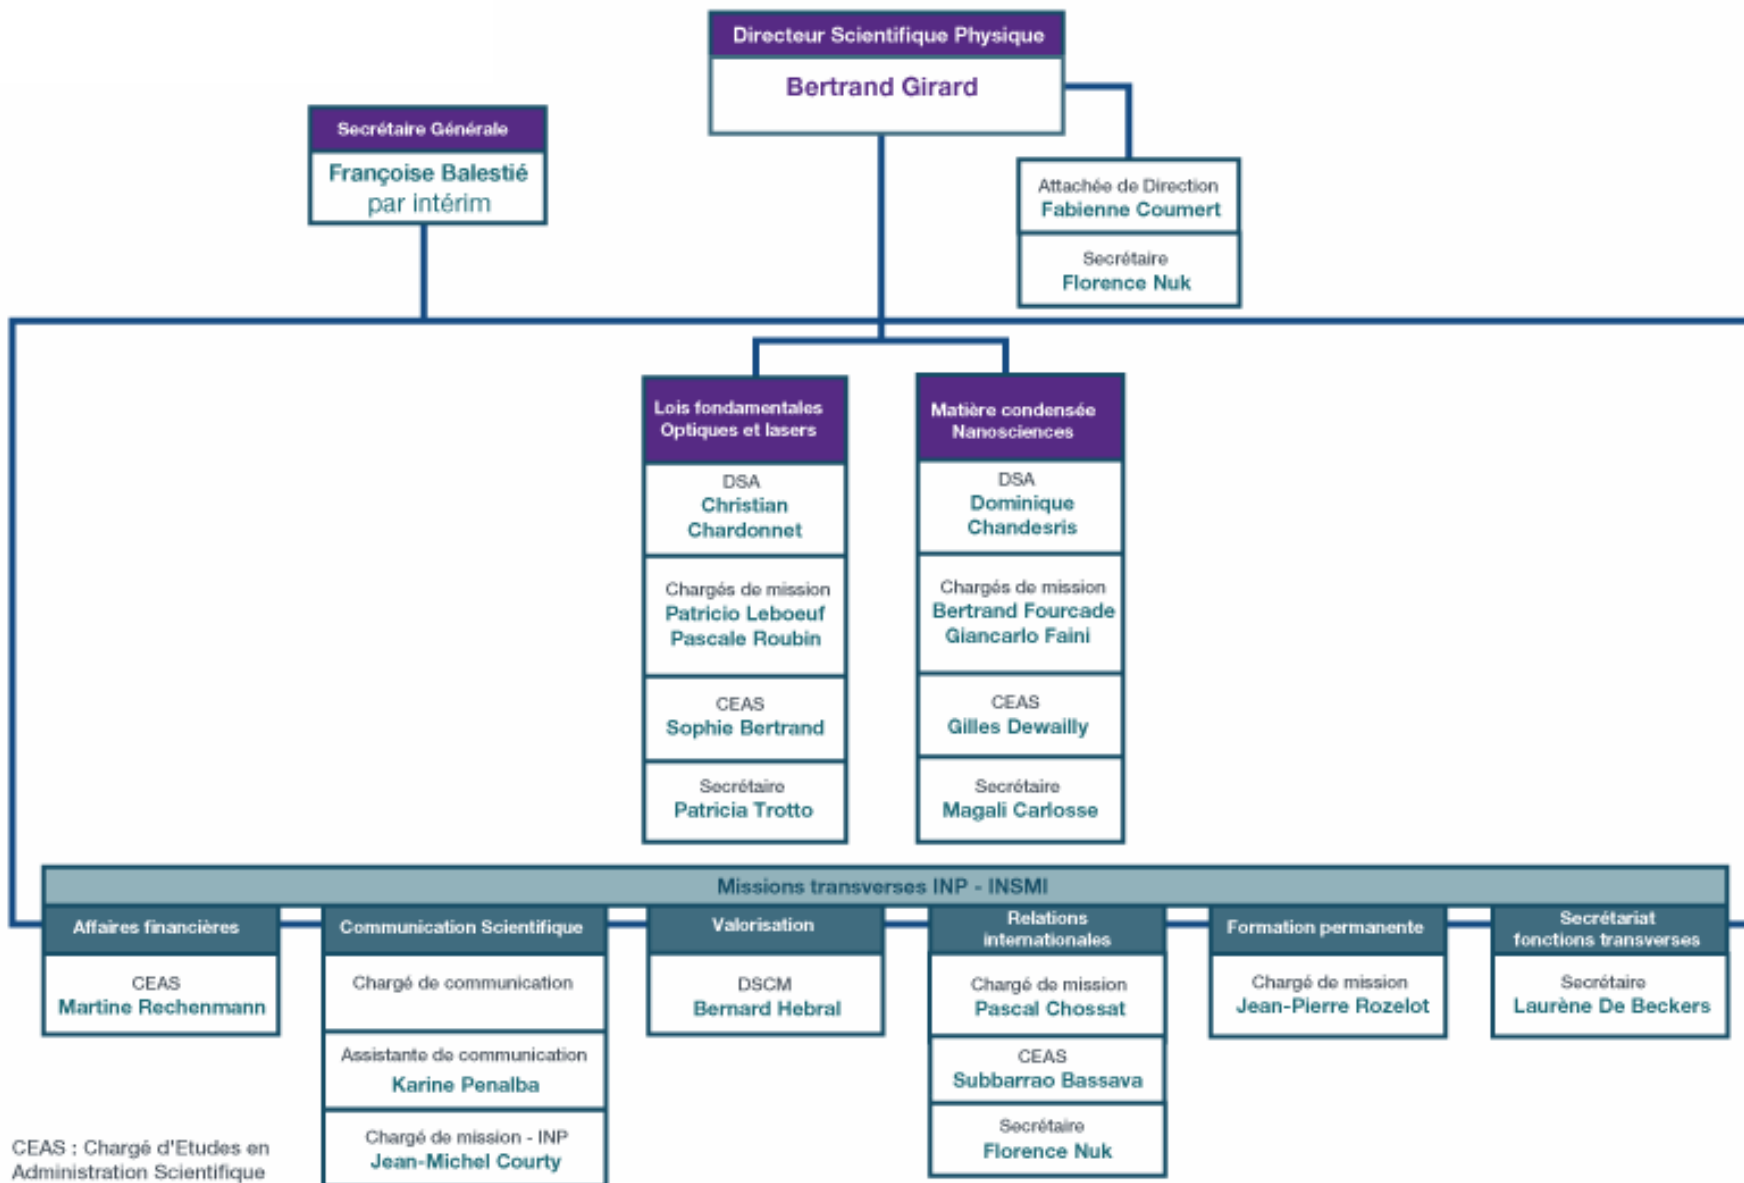 Directeur Scientifique Physique
Bertrand Girard
Secrétaire Générale
Françoise Balestié
par intérim
Attachée de Direction
Fabienne Coumert
Secrétaire
Florence Nuk
Lois fondamentales
Optiques et lasers
DSA
Christian
Chardonnet
Chargés de mission
Patricio Leboeuf
Pascale Roubin
CEAS
Sophie Bertrand
Secrétaire
Patricia Trotto
Matière condensée
Nanosciences
DSA
Dominique
Chandesris
Chargés de mission
Bertrand Fourcade
Giancarlo Faini
CEAS
Gilles Dewailly
Secrétaire
Magali Carlosse
Missions transverses INP - INSMI
Affaires financières
CEAS
Martine Rechenmann
Communication Scientifique
Chargé de communication
Assistante de communication
Karine Penalba
Chargé de mission - INP
Jean-Michel Courty
Valorisation
DSCM
Bernard Hebral
Relations
internationales
Chargé de mission
Pascal Chossat
CEAS
Subbarrao Bassava
Secrétaire
Florence Nuk
Formation permanente
Chargé de mission
Jean-Pierre Rozelot
Secrétariat
fonctions transverses
Secrétaire
Laurène De Beckers
CEAS : Chargé d'Etudes en
Administration Scientifique